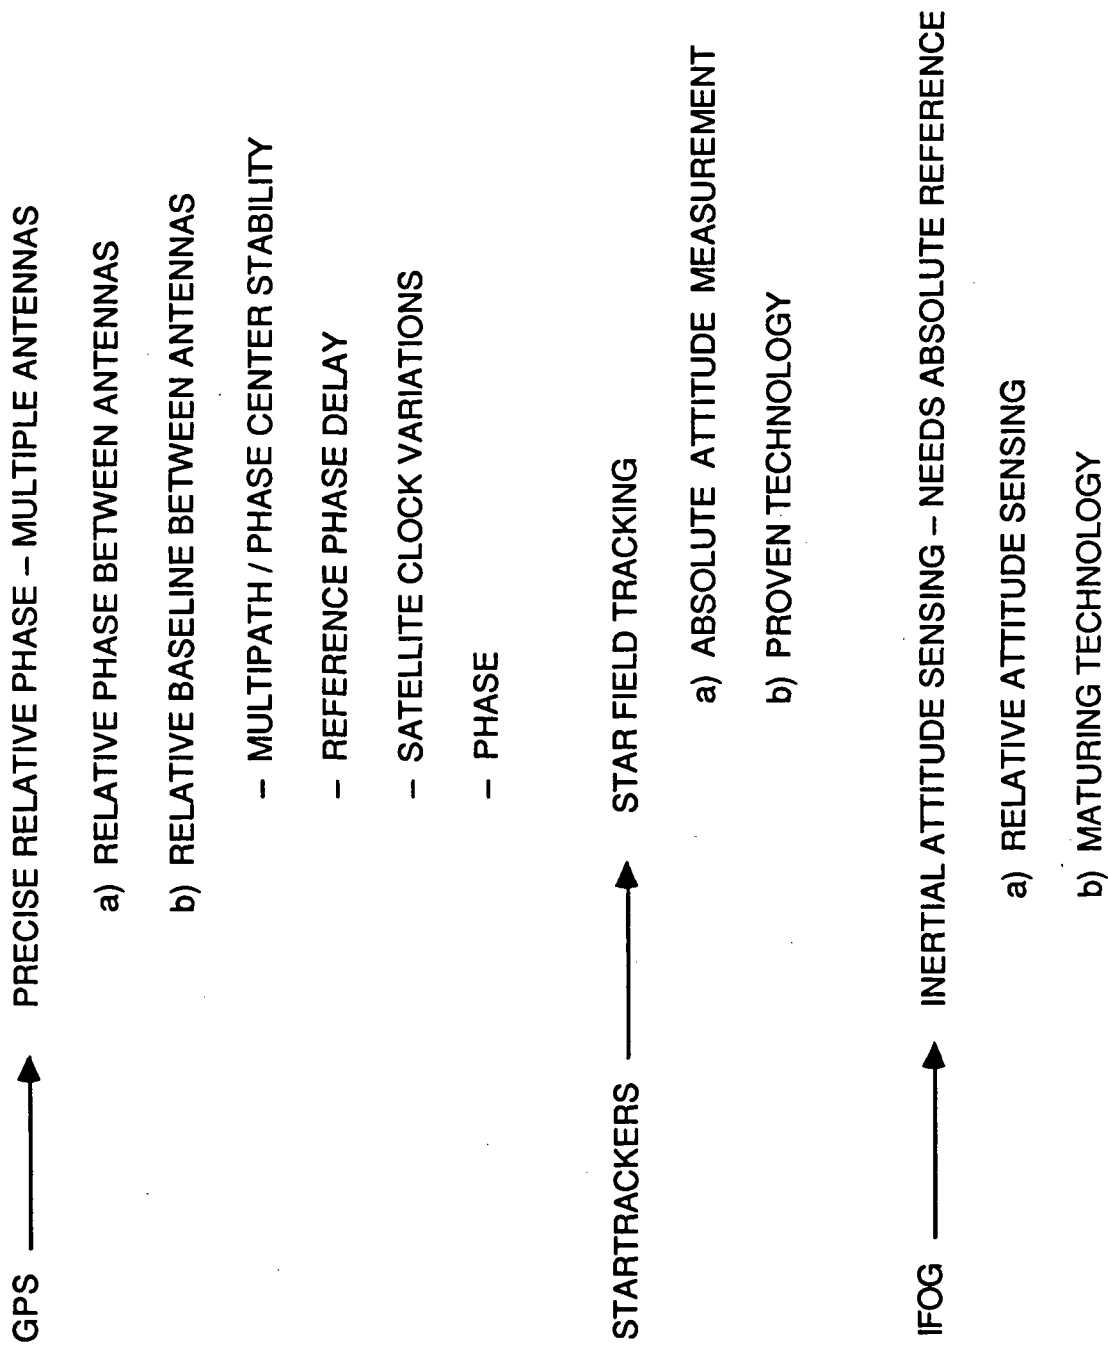 GPS PRECISE RELATIVE PHASE – MULTIPLE ANTENNAS
a) RELATIVE PHASE BETWEEN ANTENNAS
b) RELATIVE BASELINE BETWEEN ANTENNAS
– MULTIPATH / PHASE CENTER STABILITY
– REFERENCE PHASE DELAY
– SATELLITE CLOCK VARIATIONS
– PHASE
STARTRACKERS STAR FIELD TRACKING
a) ABSOLUTE ATTITUDE MEASUREMENT
b) PROVEN TECHNOLOGY
IFOG INERTIAL ATTITUDE SENSING – NEEDS ABSOLUTE REFERENCE
a) RELATIVE ATTITUDE SENSING
b) MATURING TECHNOLOGY